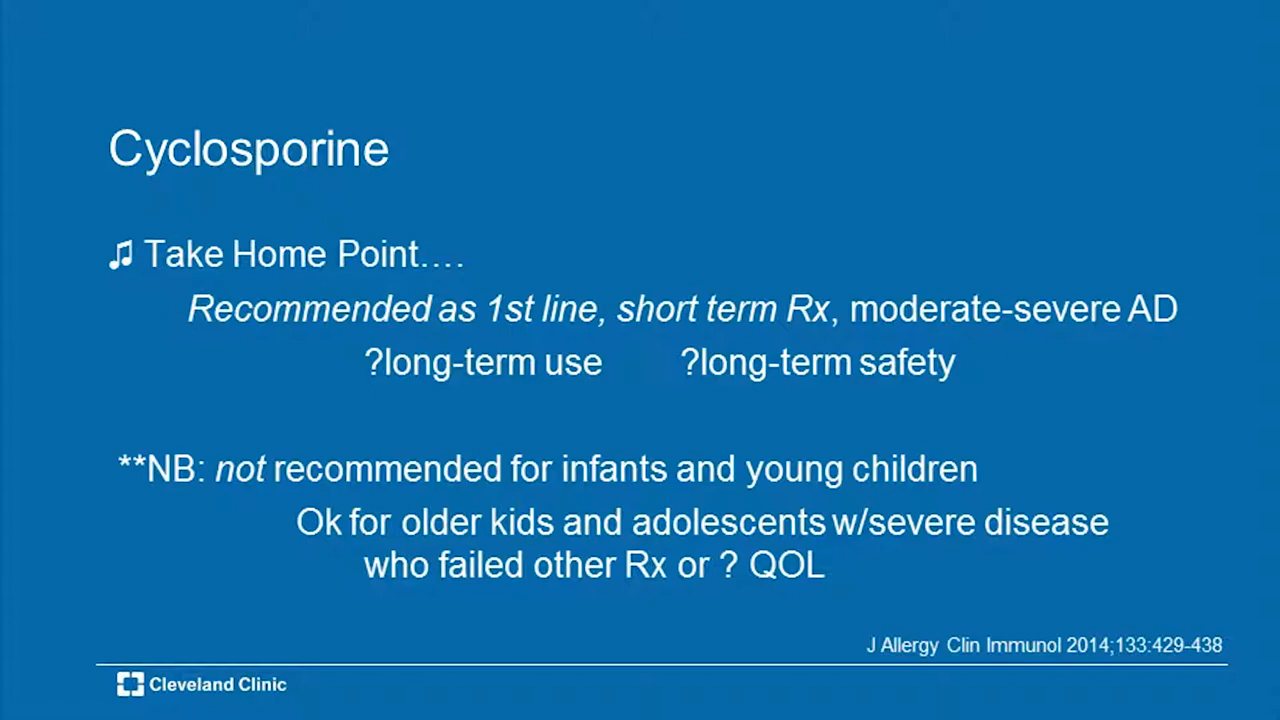 Cyclosporine
♫ Take Home Point....
Recommended as 1st line, short term Rx, moderate-severe AD
?long-term use ?long-term safety
**NB: not recommended for infants and young children
Ok for older kids and adolescents w/severe disease
who failed other Rx or ? QOL
J Allergy Clin Immunol 2014;133:429-438
Cleveland Clinic